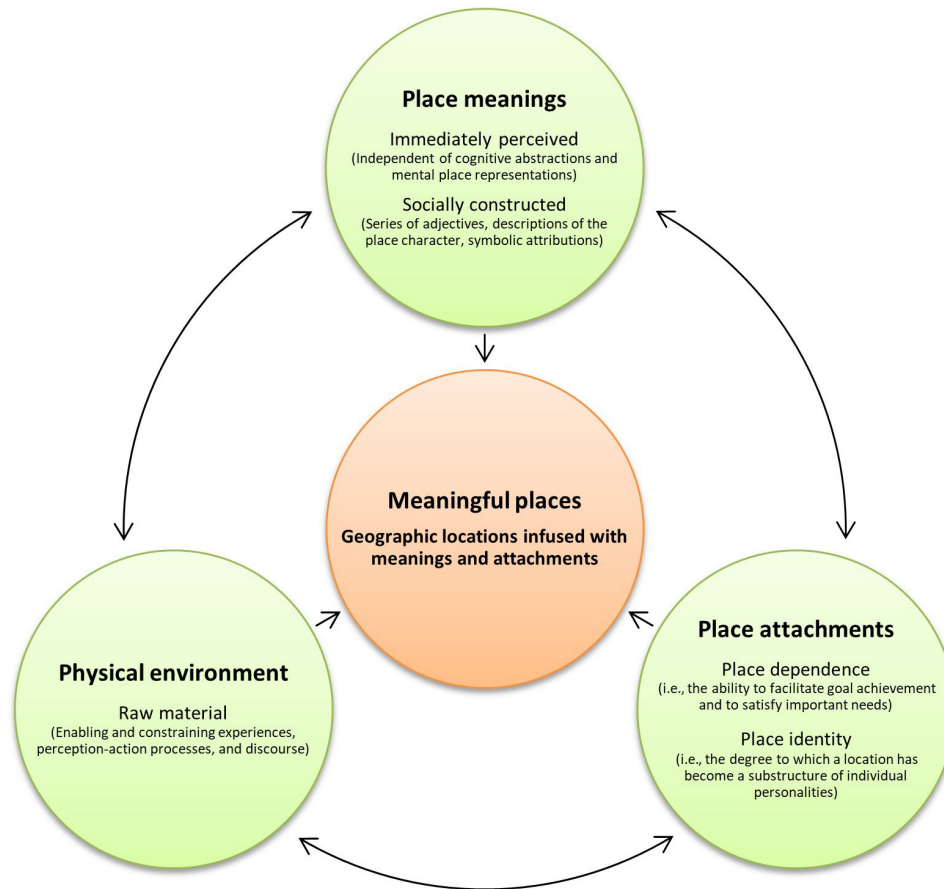 Place meanings
Immediately perceived
(Independent of cognitive abstractions and
mental place representations)
Socially constructed
(Series of adjectives, descriptions of the
place character, symbolic attributions)
Meaningful places
Geographic locations infused with
meanings and attachments
Physical environment
Raw material
(Enabling and constraining experiences,
perception-action processes, and discourse)
Place attachments
Place dependence
(i.e., the ability to facilitate goal achievement
and to satisfy important needs)
Place identity
(i.e., the degree to which a location has
become a substructure of individual
personalities)